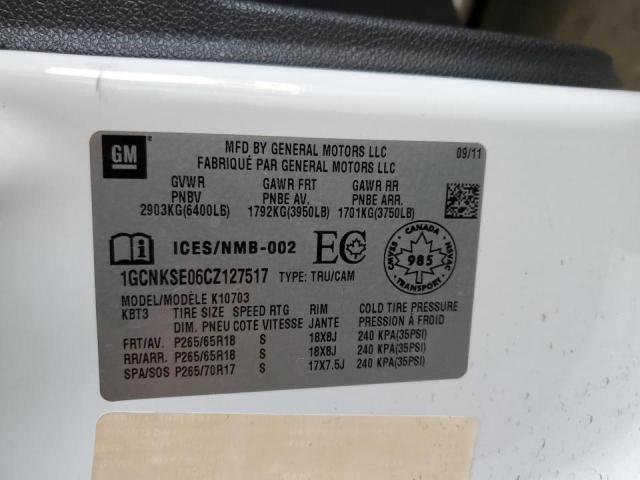 GM
MFD BY GENERAL MOTORS LLC 09/11
FABRIQUÉ PAR GENERAL MOTORS LLC
GVWR GAWR FRT GAWR RR
PNBV PNBE AV. PNBE ARR.
2903KG(6400LB) 1792KG(3950LB) 1701KG(3750LB)
ICES/NMB-002 EC
CANADA
SVAC NSVAC
985
TRANSPORT
1GCNKSE06CZ127517 TYPE: TRU/CAM
MODEL/MODÈLE K10703
KBT3 TIRE SIZE SPEED RTG RIM COLD TIRE PRESSURE
DIM. PNEU COTE VITESSE JANTE PRESSION À FROID
FRT/AV. P265/65R18 S 18X8J 240 KPA(35PSI)
RR/ARR. P265/65R18 S 18X8J 240 KPA(35PSI)
SPA/SOS P265/70R17 S 17X7.5J 240 KPA(35PSI)